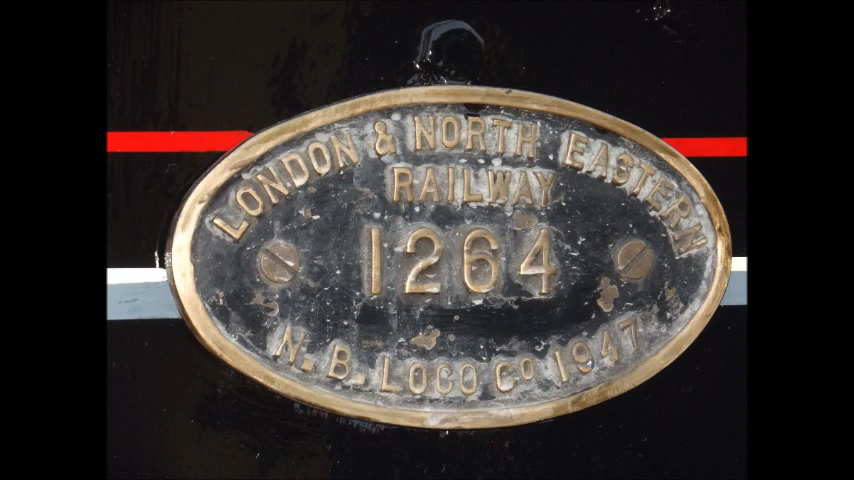 LONDON & NORTH EASTERN
RAILWAY
1264
N.B. LOCO CO 1947